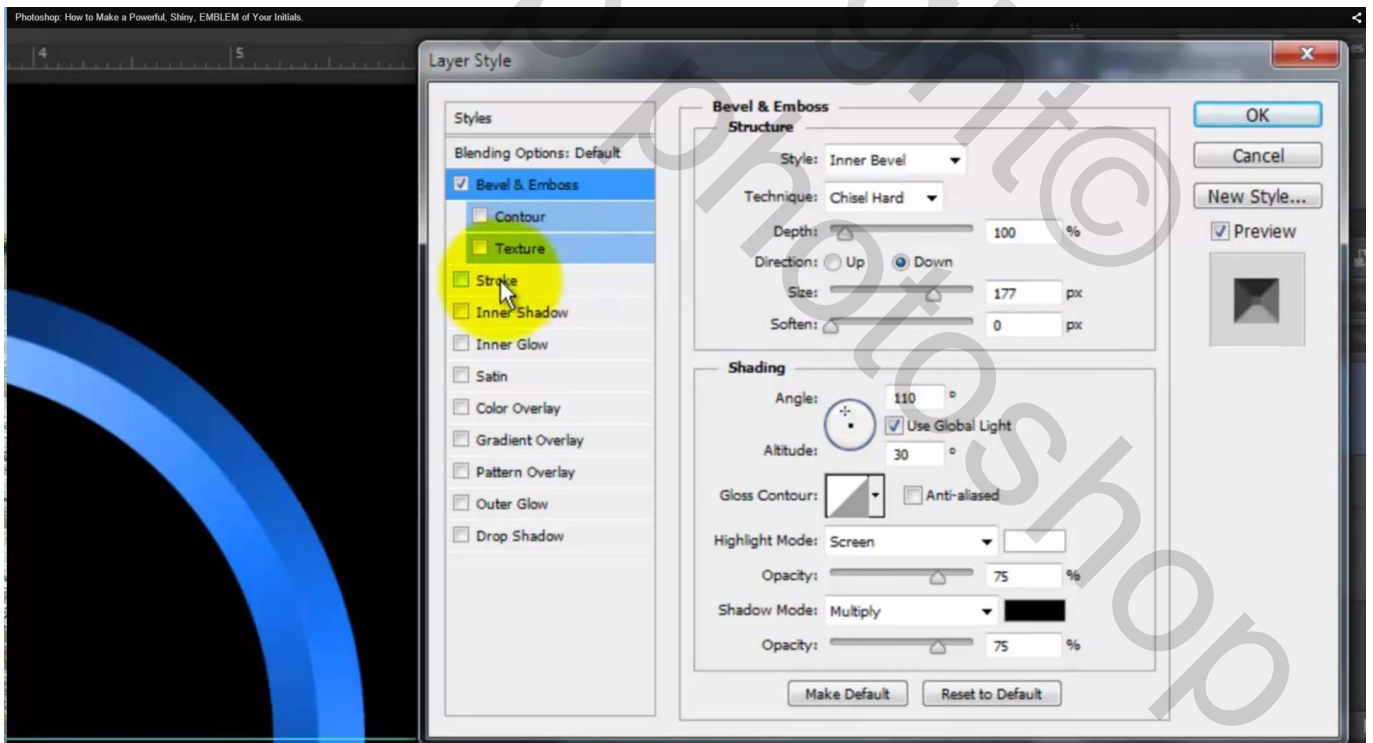 Photoshop: How to Make a Powerful, Shiny, EMBLEM of Your Initials.
4 5
Layer Style
Styles
Blending Options: Default
Bevel & Emboss
Contour
Texture
Stroke
Inner Shadow
Inner Glow
Satin
Color Overlay
Gradient Overlay
Pattern Overlay
Outer Glow
Drop Shadow
Bevel & Emboss
Structure
Style: Inner Bevel
Technique: Chisel Hard
Depth: 100 %
Direction: Up Down
Size: 177 px
Soften: 0 px
Shading
Angle: 110 °
Use Global Light
Altitude: 30 °
Gloss Contour: Anti-aliased
Highlight Mode: Screen
Opacity: 75 %
Shadow Mode: Multiply
Opacity: 75 %
Make Default Reset to Default
OK
Cancel
New Style...
Preview
photoshop